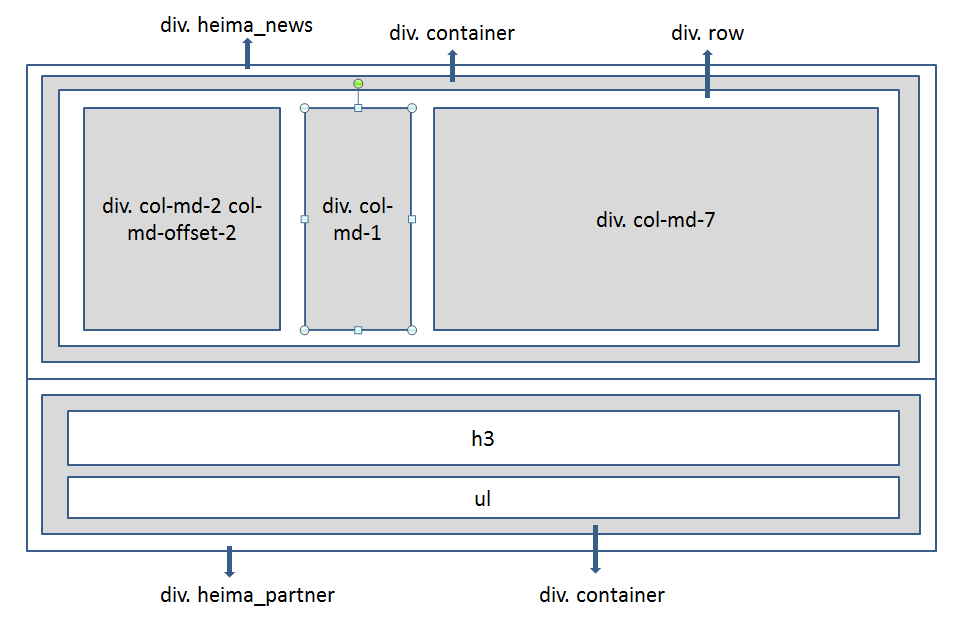 div. heima_news
div. container
div. row
div. col-md-2 col-
md-offset-2
div. col-
md-1
div. col-md-7
h3
ul
div. heima_partner
div. container